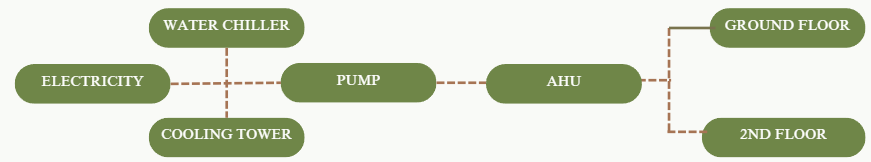 WATER CHILLER
GROUND FLOOR
ELECTRICITY
PUMP
AHU
COOLING TOWER
2ND FLOOR